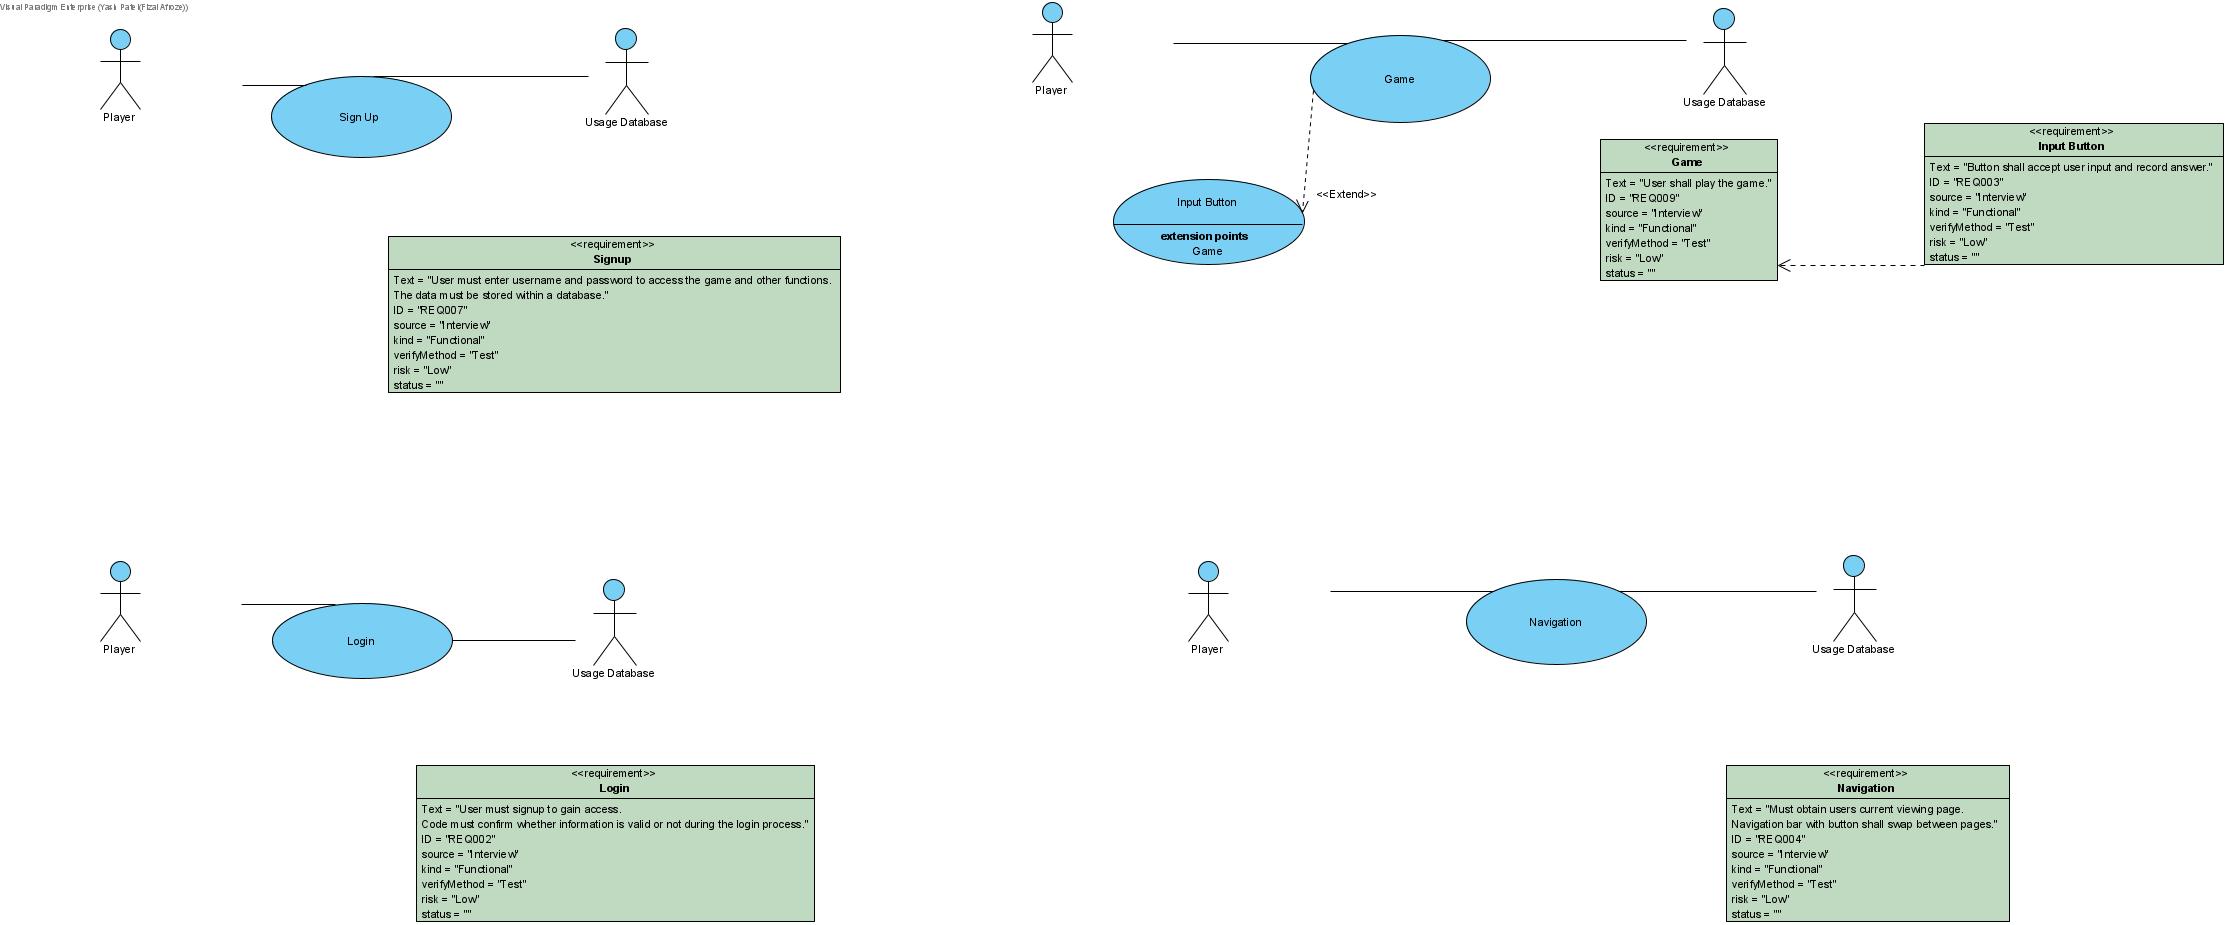 Visual Paradigm Enterprise (Yash Patel(Fizal Afroze))
Player
Sign Up
Usage Database
<<requirement>>
Signup
Text = "User must enter username and password to access the game and other functions.
The data must be stored within a database."
ID = "REQ007"
source = "Interview"
kind = "Functional"
verifyMethod = "Test"
risk = "Low"
status = ""
Player
Game
Usage Database
<<Extend>>
Input Button
extension points
Game
<<requirement>>
Game
Text = "User shall play the game."
ID = "REQ009"
source = "Interview"
kind = "Functional"
verifyMethod = "Test"
risk = "Low"
status = ""
<<requirement>>
Input Button
Text = "Button shall accept user input and record answer."
ID = "REQ003"
source = "Interview"
kind = "Functional"
verifyMethod = "Test"
risk = "Low"
status = ""
Player
Login
Usage Database
<<requirement>>
Login
Text = "User must signup to gain access.
Code must confirm whether information is valid or not during the login process."
ID = "REQ002"
source = "Interview"
kind = "Functional"
verifyMethod = "Test"
risk = "Low"
status = ""
Player
Navigation
Usage Database
<<requirement>>
Navigation
Text = "Must obtain users current viewing page.
Navigation bar with button shall swap between pages."
ID = "REQ004"
source = "Interview"
kind = "Functional"
verifyMethod = "Test"
risk = "Low"
status = ""